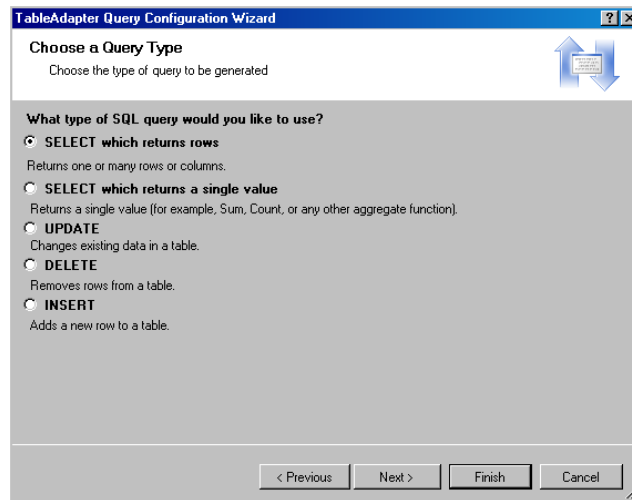 TableAdapter Query Configuration Wizard
Choose a Query Type
Choose the type of query to be generated
What type of SQL query would you like to use?
SELECT which returns rows
Returns one or many rows or columns.
SELECT which returns a single value
Returns a single value (for example, Sum, Count, or any other aggregate function).
UPDATE
Changes existing data in a table.
DELETE
Removes rows from a table.
INSERT
Adds a new row to a table.
< Previous Next > Finish Cancel